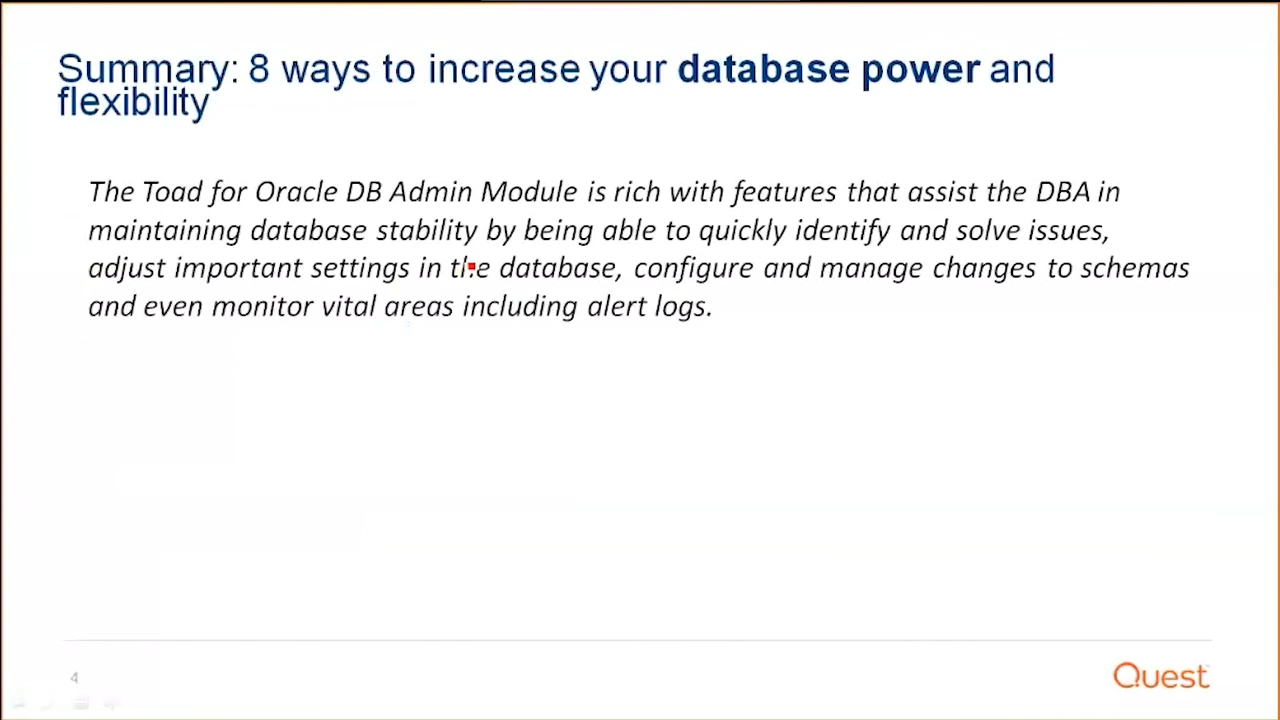 Summary: 8 ways to increase your database power and
flexibility
The Toad for Oracle DB Admin Module is rich with features that assist the DBA in
maintaining database stability by being able to quickly identify and solve issues,
adjust important settings in the database, configure and manage changes to schemas
and even monitor vital areas including alert logs.
4
Quest